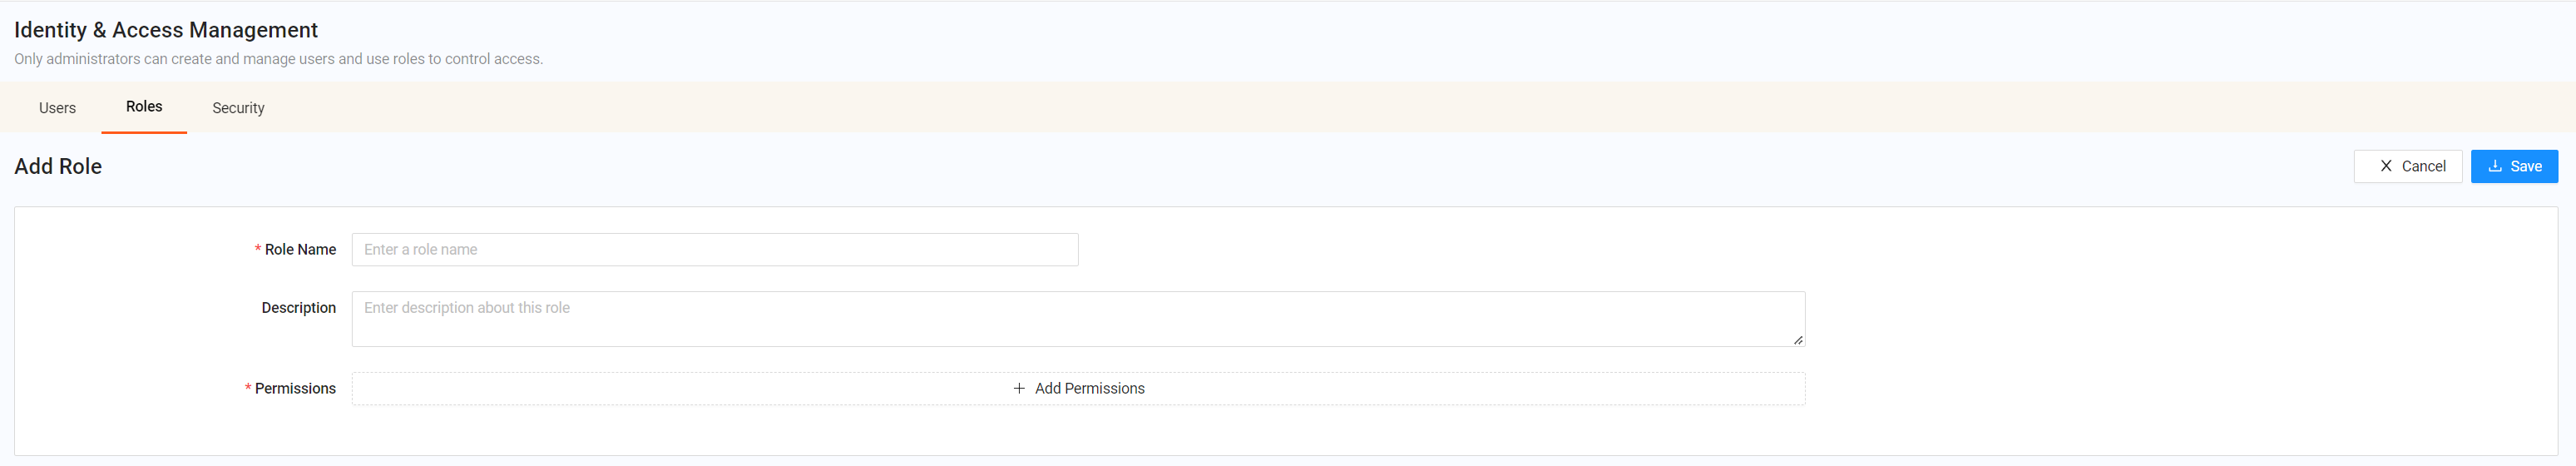 Identity & Access Management
Only administrators can create and manage users and use roles to control access.
Users Roles Security
Add Role
Cancel Save
* Role Name Enter a role name
Description Enter description about this role
* Permissions + Add Permissions